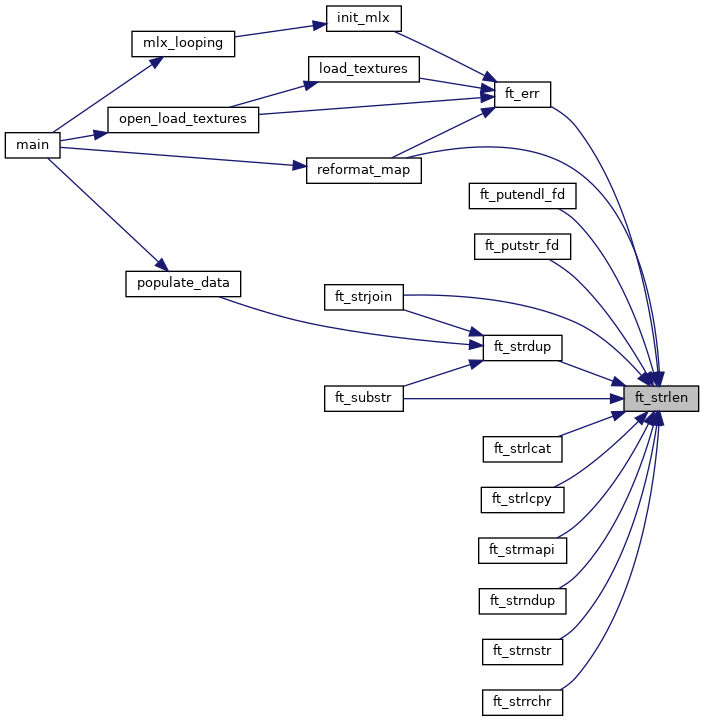 init_mlx
mlx_looping
load_textures
ft_err
open_load_textures
main
reformat_map
ft_putendl_fd
ft_putstr_fd
populate_data
ft_strjoin
ft_strdup
ft_substr
ft_strlen
ft_strlcat
ft_strlcpy
ft_strmapi
ft_strndup
ft_strnstr
ft_strrchr